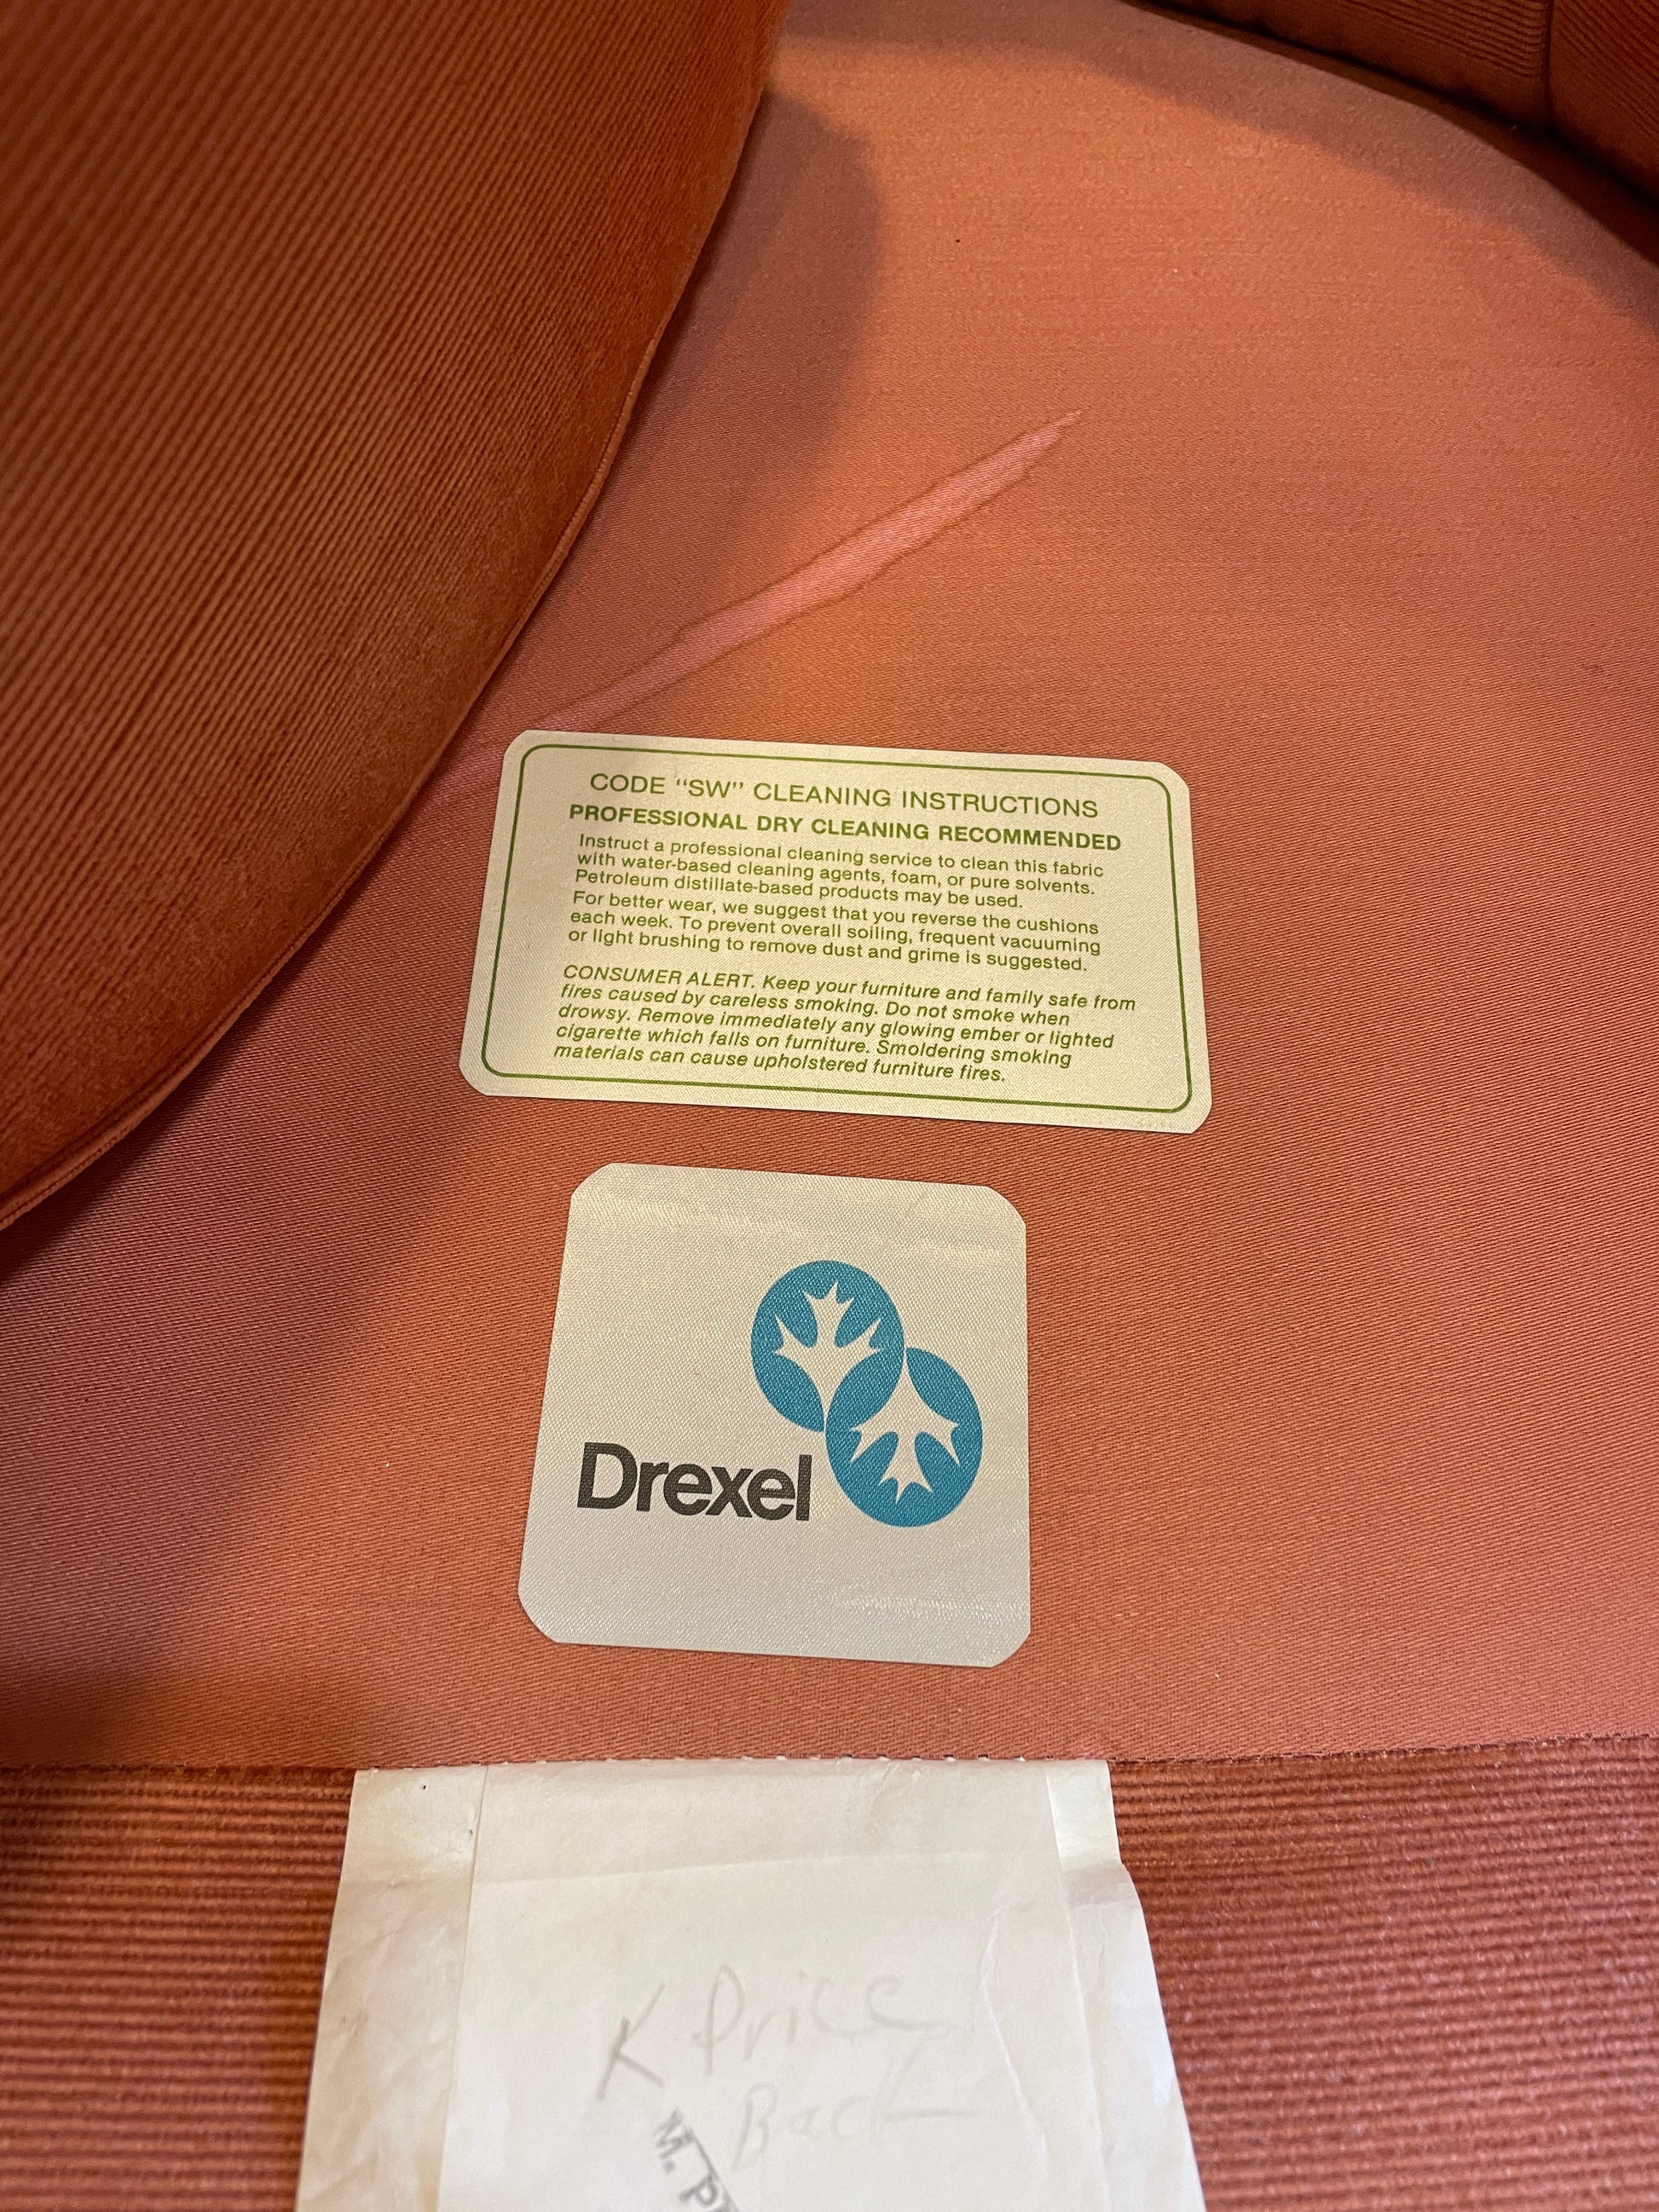 CODE “SW” CLEANING INSTRUCTIONS
PROFESSIONAL DRY CLEANING RECOMMENDED
Instruct a professional cleaning service to clean this fabric
with water-based cleaning agents, foam, or pure solvents.
Petroleum distillate-based products may be used.
For better wear, we suggest that you reverse the cushions
each week. To prevent overall soiling, frequent vacuuming
or light brushing to remove dust and grime is suggested.
CONSUMER ALERT. Keep your furniture and family safe from
fires caused by careless smoking. Do not smoke when
drowsy. Remove immediately any glowing ember or lighted
cigarette which falls on furniture. Smoldering smoking
materials can cause upholstered furniture fires.
Drexel
K Price
Back
M.